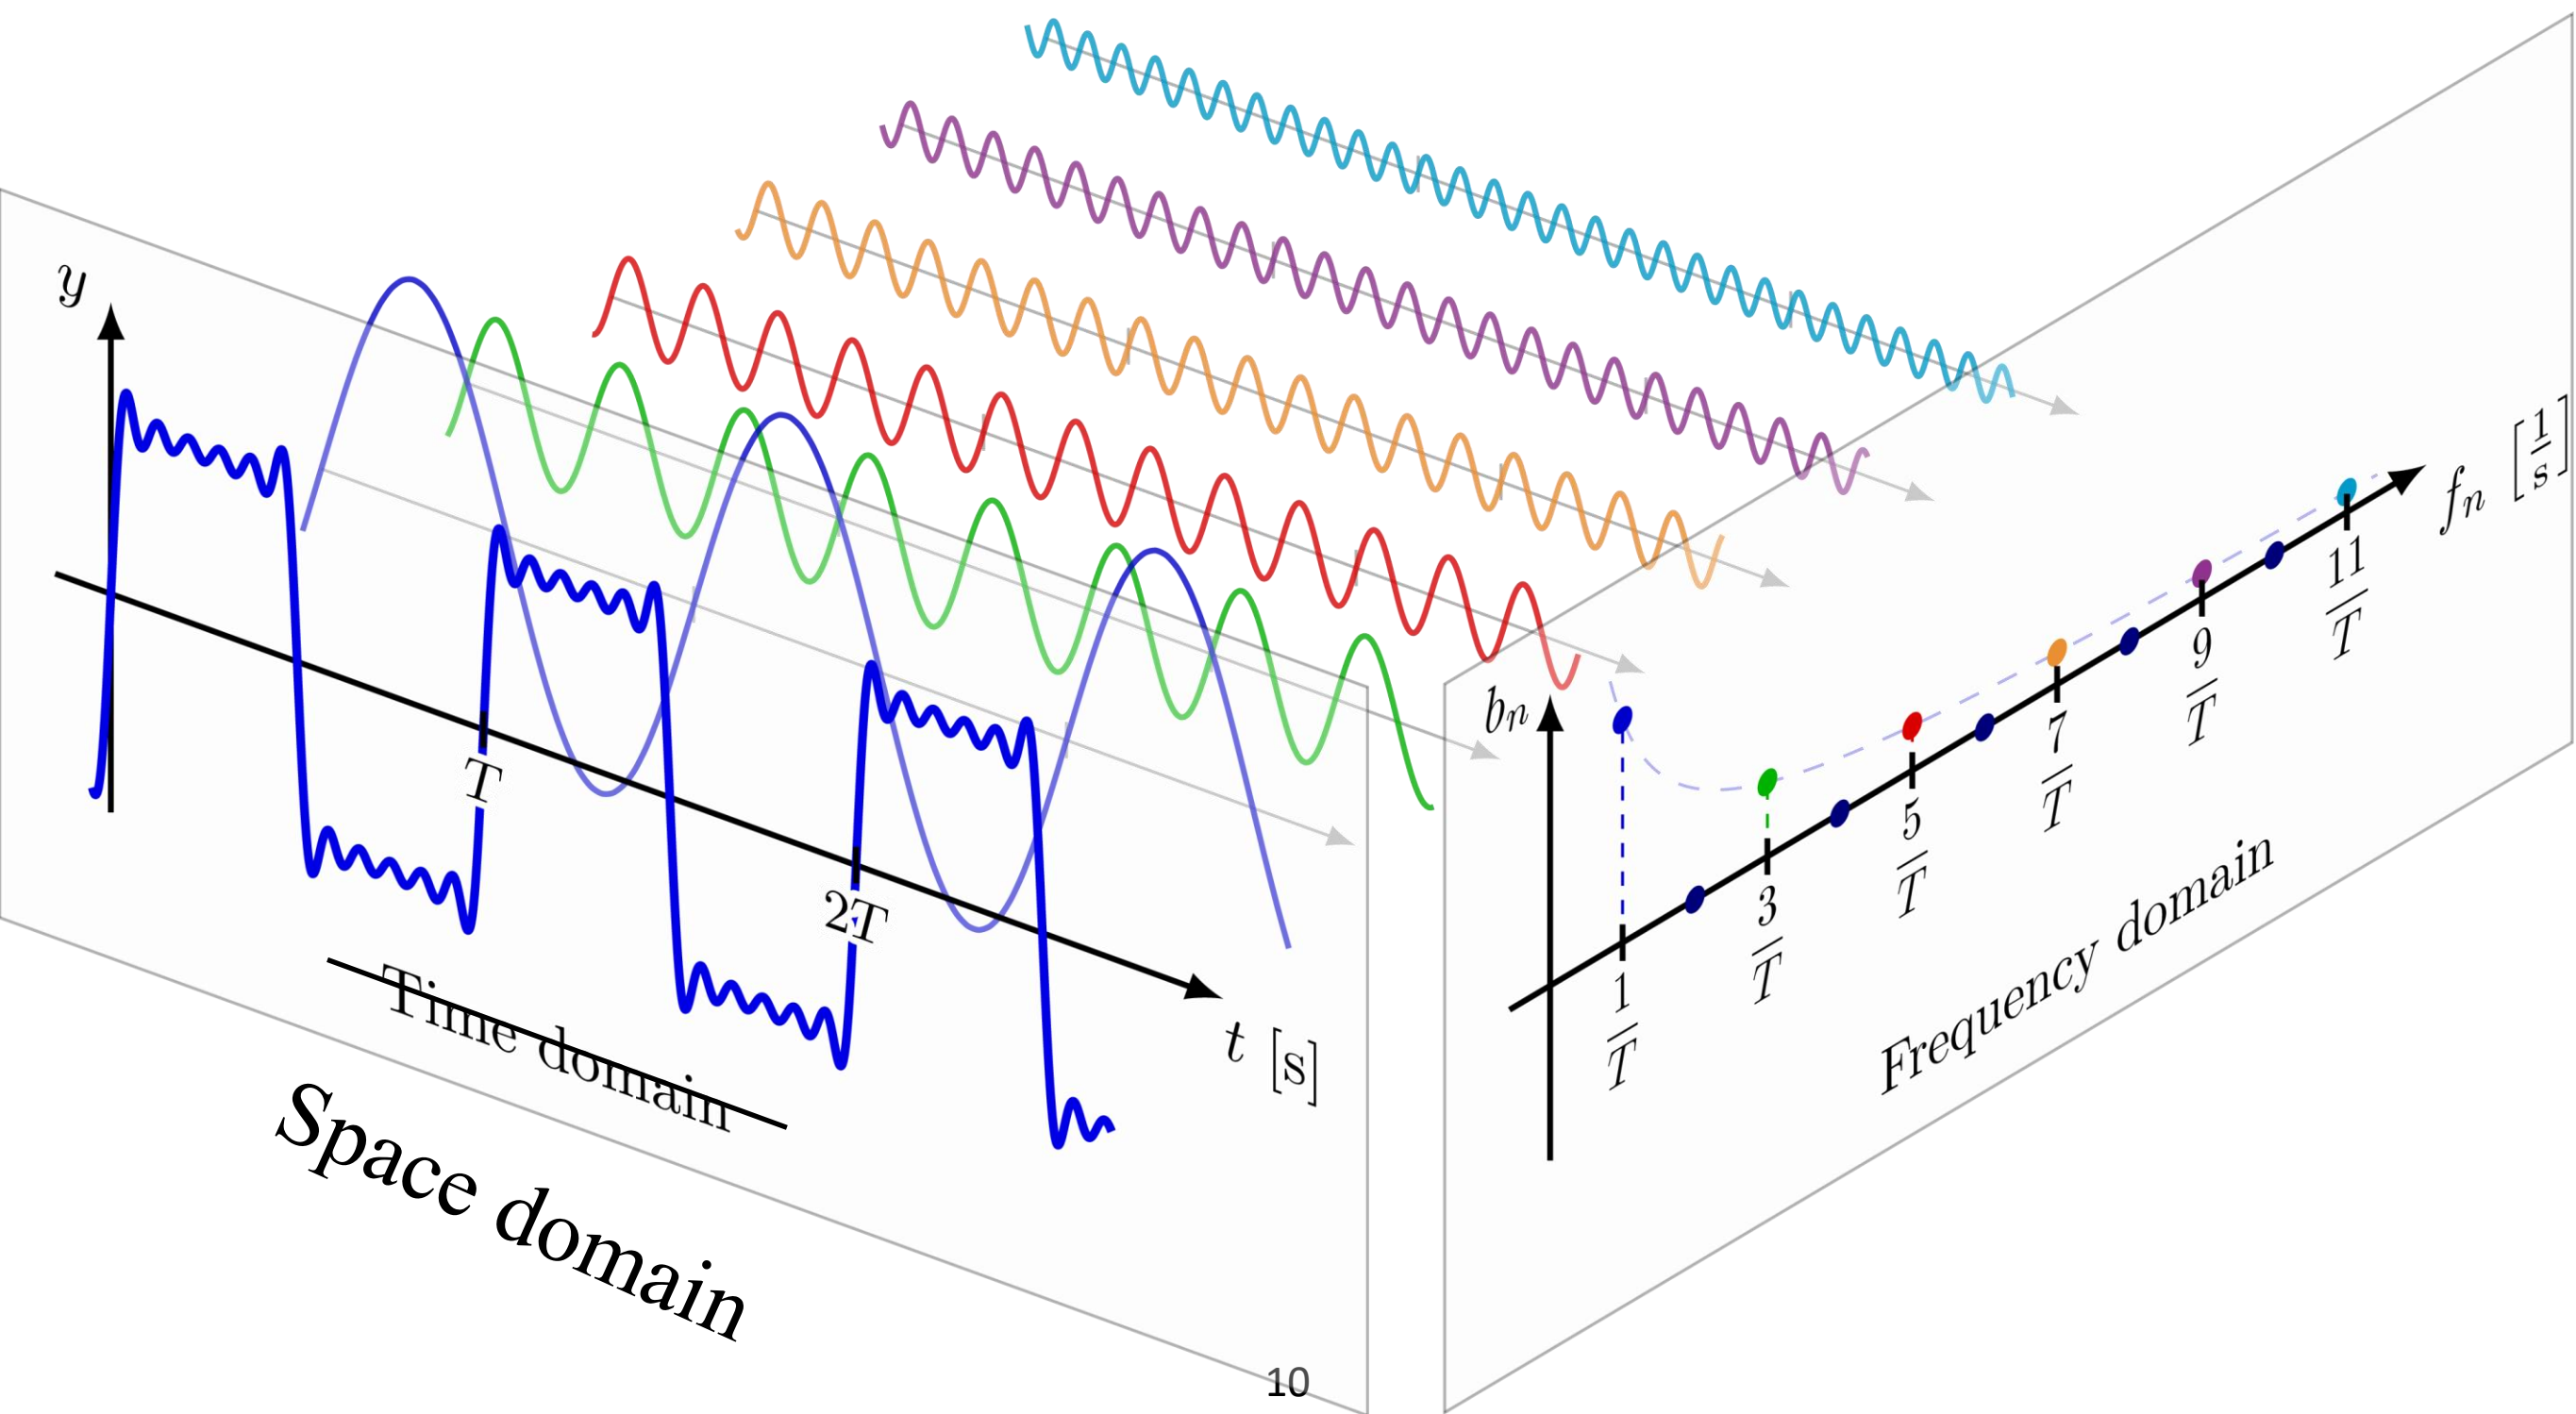 y
T
2T
t [s]
Time domain
Space domain
b_n
f_n [1/s]
1/T
3/T
5/T
7/T
9/T
11/T
Frequency domain
10